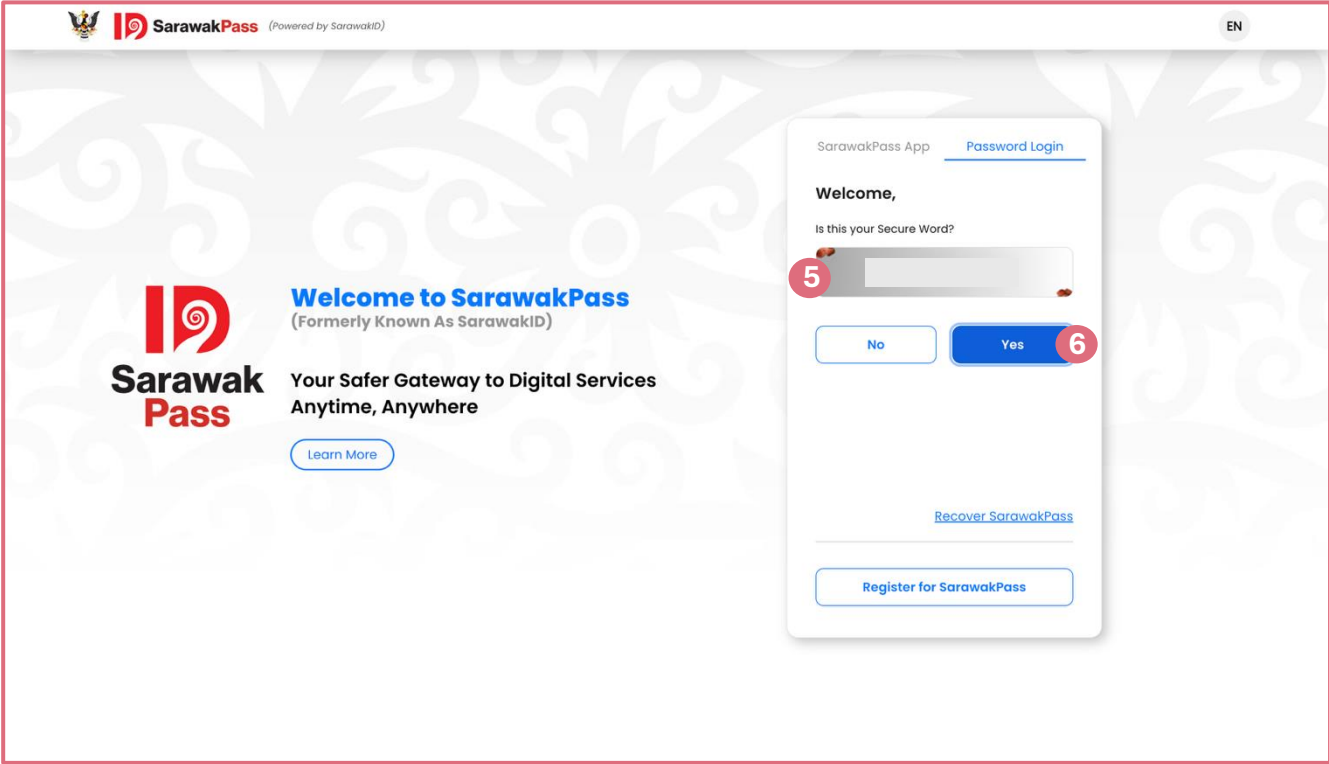 SarawakPass (Powered by SarawakID)
EN
SarawakPass App Password Login
Welcome,
Is this your Secure Word?
5
No
Yes
6
Recover SarawakPass
Register for SarawakPass
Sarawak
Pass
Welcome to SarawakPass
(Formerly Known As SarawakID)
Your Safer Gateway to Digital Services
Anytime, Anywhere
Learn More